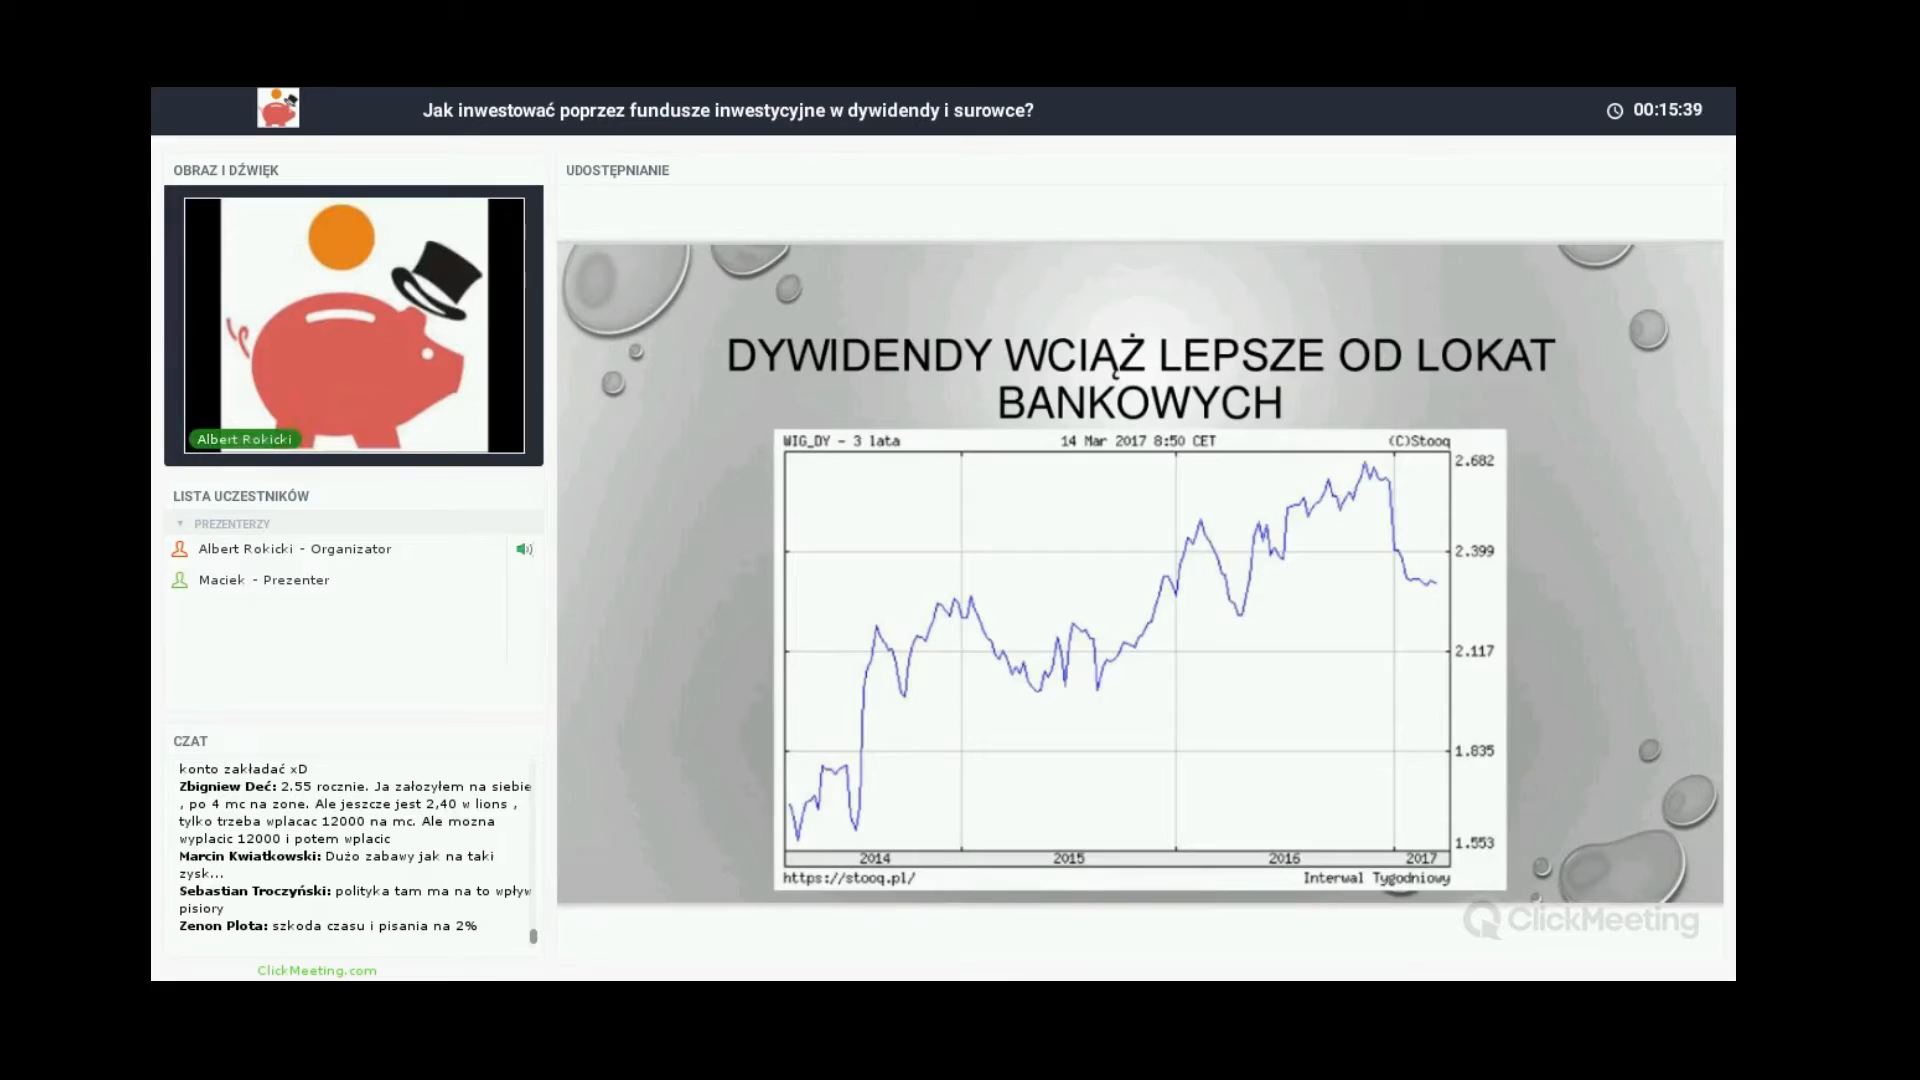 Jak inwestować poprzez fundusze inwestycyjne w dywidendy i surowce?
00:15:39
OBRAZ I DŹWIĘK
Albert Rokicki
LISTA UCZESTNIKÓW
PREZENTERZY
Albert Rokicki - Organizator
Maciek - Prezenter
CZAT
konto zakładać xD
Zbigniew Deć: 2.55 rocznie. Ja załozyłem na siebie
, po 4 mc na zone. Ale jeszcze jest 2,40 w lions ,
tylko trzeba wplacac 12000 na mc. Ale mozna
wyplacic 12000 i potem wplacic
Marcin Kwiatkowski: Dużo zabawy jak na taki
zysk...
Sebastian Troczyński: polityka tam ma na to wpływ
pisiory
Zenon Plota: szkoda czasu i pisania na 2%
ClickMeeting.com
UDOSTĘPNIANIE
DYWIDENDY WCIĄŻ LEPSZE OD LOKAT
BANKOWYCH
WIG_DY - 3 lata 14 Mar 2017 8:50 CET (C)Stooq
2.682
2.399
2.117
1.835
1.553
2014 2015 2016 2017
https://stooq.pl/ Interwal Tygodniowy
ClickMeeting